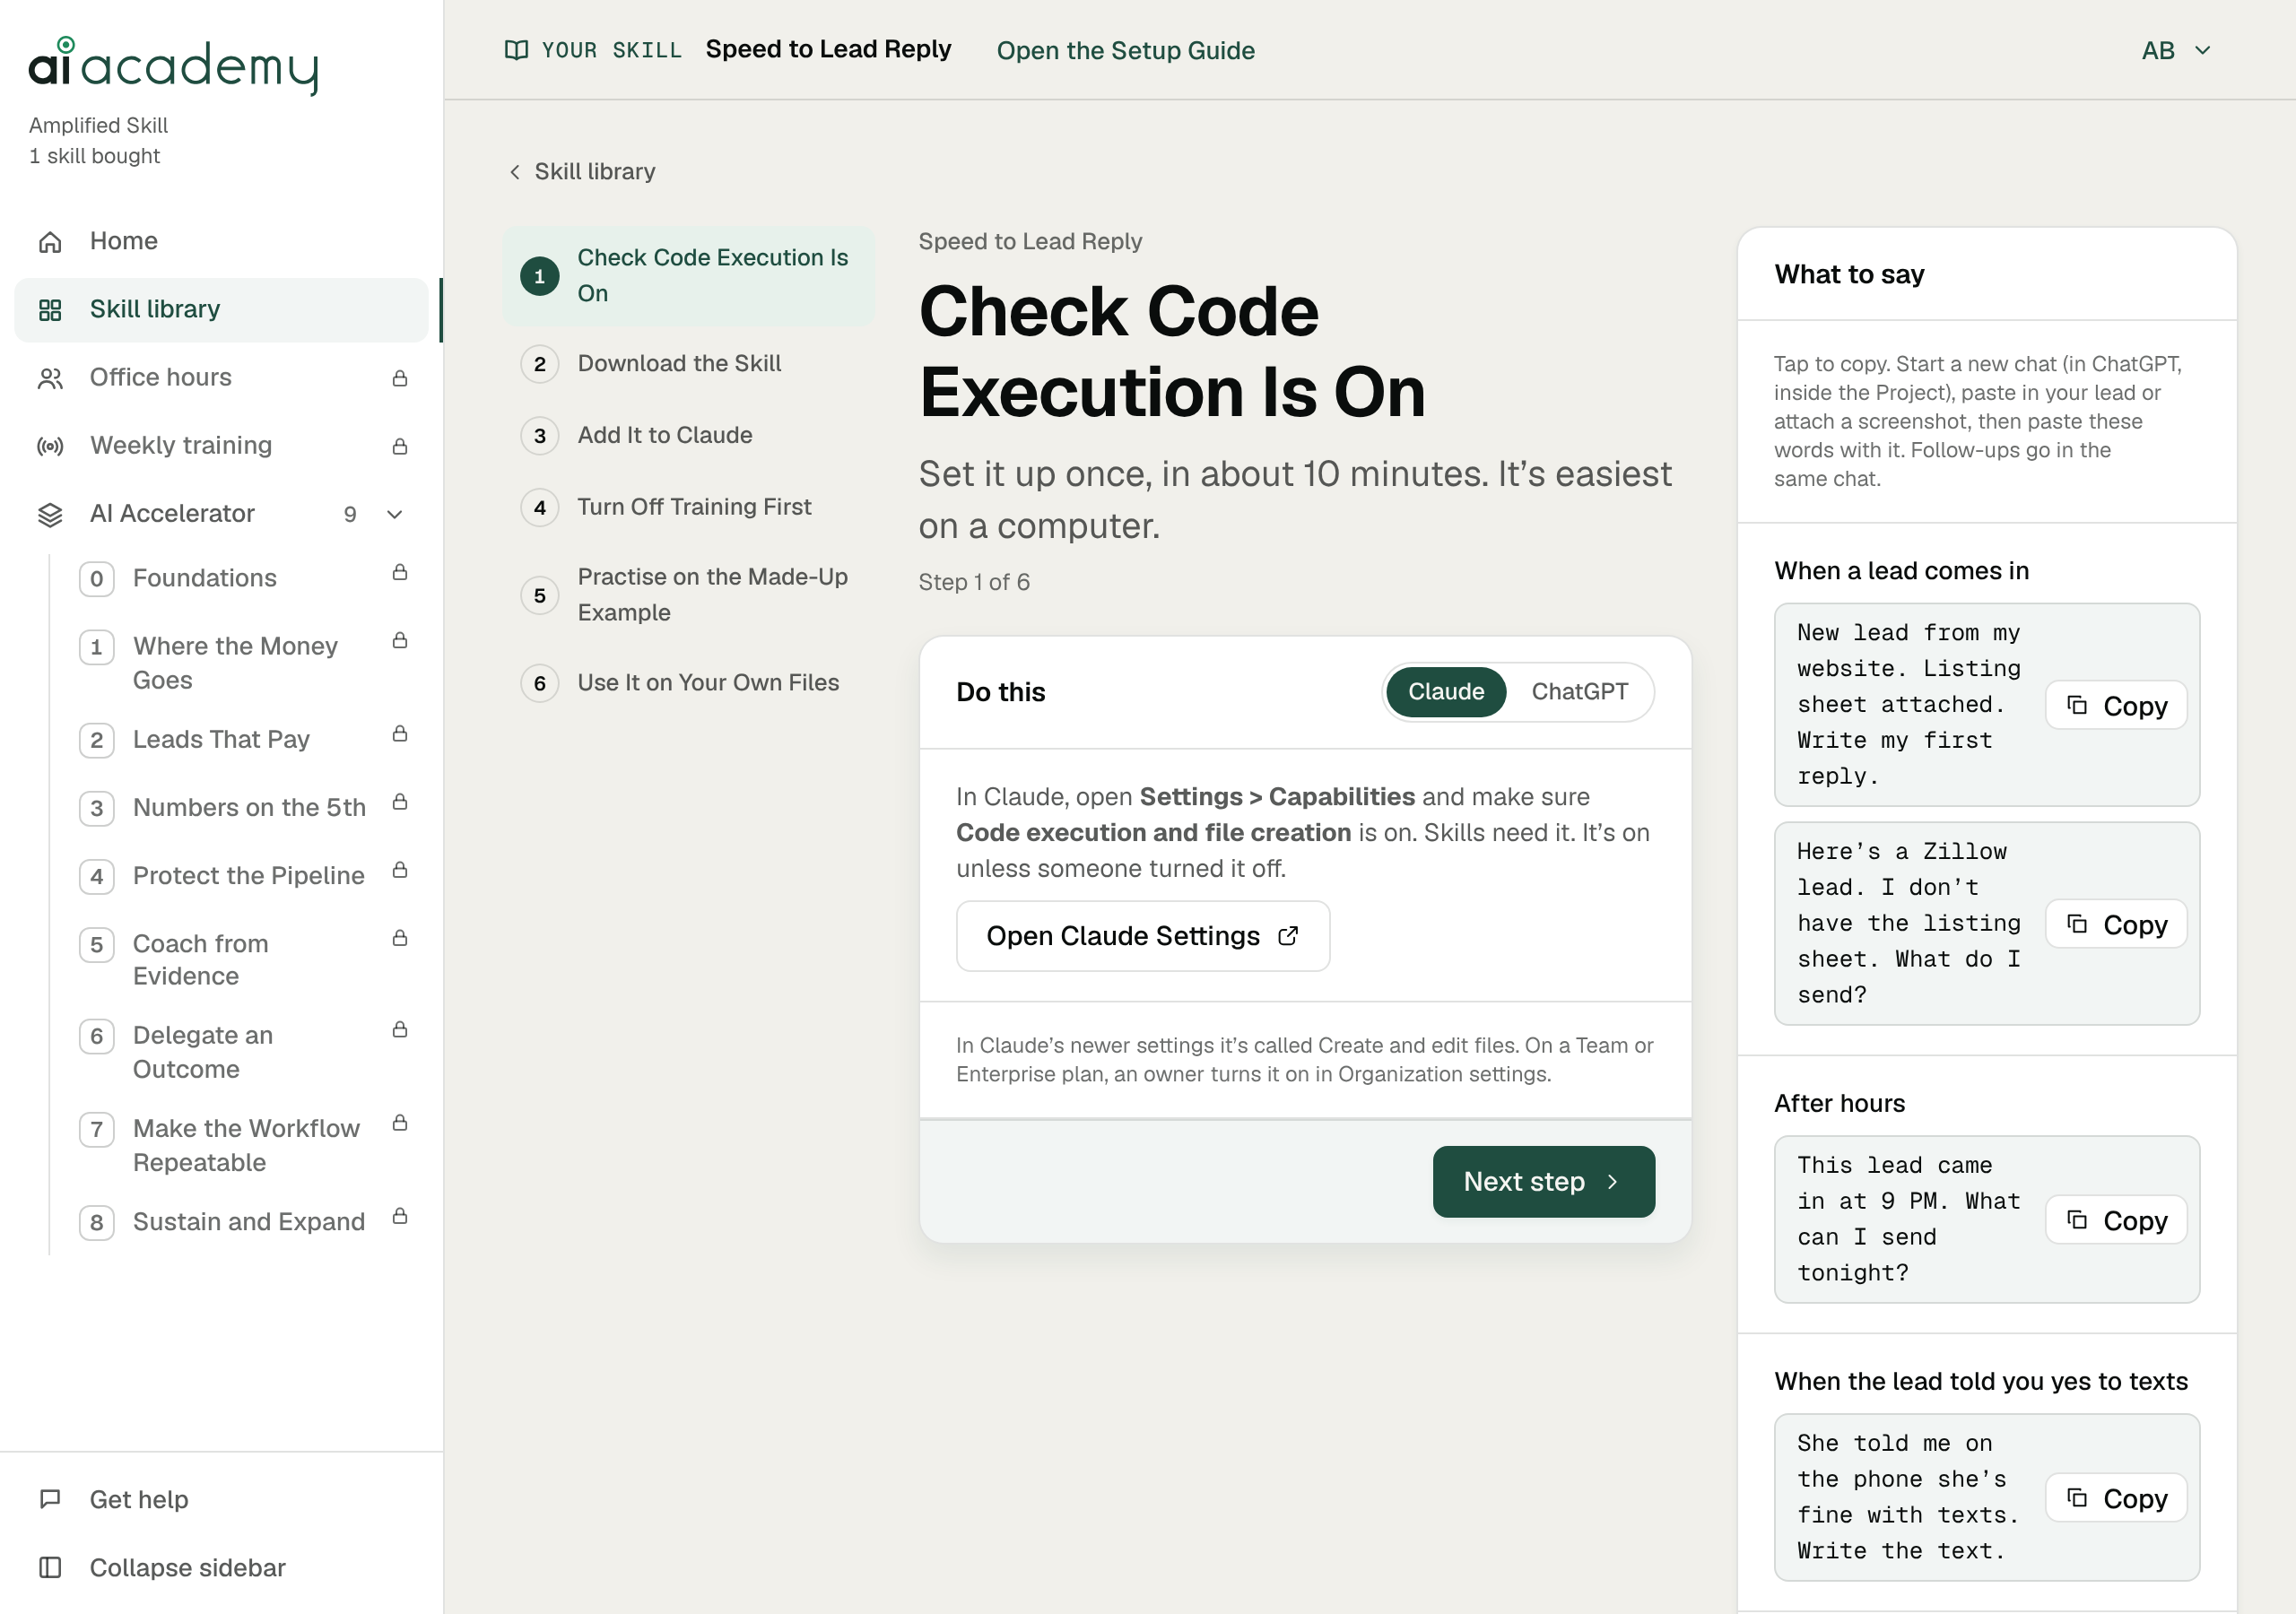 ai academy
Amplified Skill
1 skill bought
Home
Skill library
Office hours
Weekly training
AI Accelerator 9
0 Foundations
1 Where the Money
Goes
2 Leads That Pay
3 Numbers on the 5th
4 Protect the Pipeline
5 Coach from
Evidence
6 Delegate an
Outcome
7 Make the Workflow
Repeatable
8 Sustain and Expand
Get help
Collapse sidebar
YOUR SKILL Speed to Lead Reply Open the Setup Guide AB
Skill library
1 Check Code Execution Is
On
2 Download the Skill
3 Add It to Claude
4 Turn Off Training First
5 Practise on the Made-Up
Example
6 Use It on Your Own Files
Speed to Lead Reply
Check Code
Execution Is On
Set it up once, in about 10 minutes. It’s easiest
on a computer.
Step 1 of 6
Do this Claude ChatGPT
In Claude, open Settings > Capabilities and make sure
Code execution and file creation is on. Skills need it. It’s on
unless someone turned it off.
Open Claude Settings
In Claude’s newer settings it’s called Create and edit files. On a Team or
Enterprise plan, an owner turns it on in Organization settings.
Next step
What to say
Tap to copy. Start a new chat (in ChatGPT,
inside the Project), paste in your lead or
attach a screenshot, then paste these
words with it. Follow-ups go in the
same chat.
When a lead comes in
New lead from my
website. Listing
sheet attached.
Write my first
reply.
Copy
Here’s a Zillow
lead. I don’t
have the listing
sheet. What do I
send?
Copy
After hours
This lead came
in at 9 PM. What
can I send
tonight?
Copy
When the lead told you yes to texts
She told me on
the phone she’s
fine with texts.
Write the text.
Copy